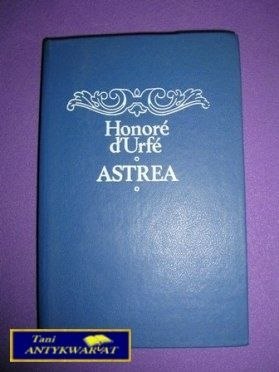 Honoré
d'Urfé
ASTREA
Tani
ANTYKWARIAT